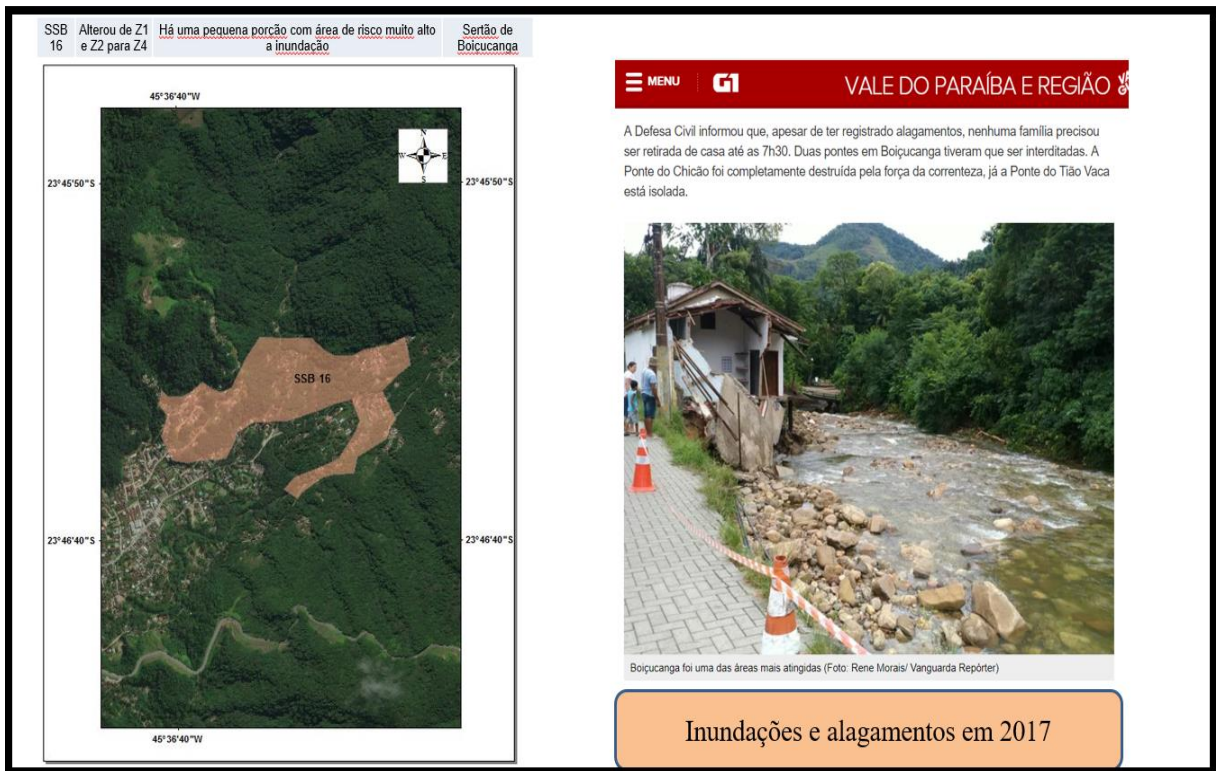 SSB 16
Alterou de Z1 e Z2 para Z4
Há uma pequena porção com área de risco muito alto a inundação
Sertão de Boiçucanga
45°36'40"W
N
W E
S
23°45'50"S
23°45'50"S
SSB 16
23°46'40"S
23°46'40"S
45°36'40"W
MENU
G1
VALE DO PARAÍBA E REGIÃO
A Defesa Civil informou que, apesar de ter registrado alagamentos, nenhuma família precisou
ser retirada de casa até as 7h30. Duas pontes em Boiçucanga tiveram que ser interditadas. A
Ponte do Chicão foi completamente destruída pela força da correnteza, já a Ponte do Tião Vaca
está isolada.
Boiçucanga foi uma das áreas mais atingidas (Foto: Rene Morais/ Vanguarda Repórter)
Inundações e alagamentos em 2017